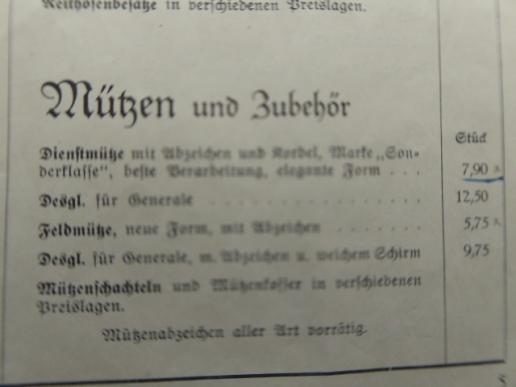 Reithosenbesätze in verschiedenen Preislagen.
Mützen und Zubehör
Stück
Dienstmütze mit Abzeichen und Kordel, Marke „Son-
derklasse“, beste Verarbeitung, elegante Form . . . 7,90
Desgl. für Generale . . . . . . . . . . . 12,50
Feldmütze, neue Form, mit Abzeichen . . . . . 5,75
Desgl. für Generale, m. Abzeichen u. weichem Schirm 9,75
Mützenschachteln und Mützenkoffer in verschiedenen
Preislagen.
Mützenabzeichen aller Art vorrätig.